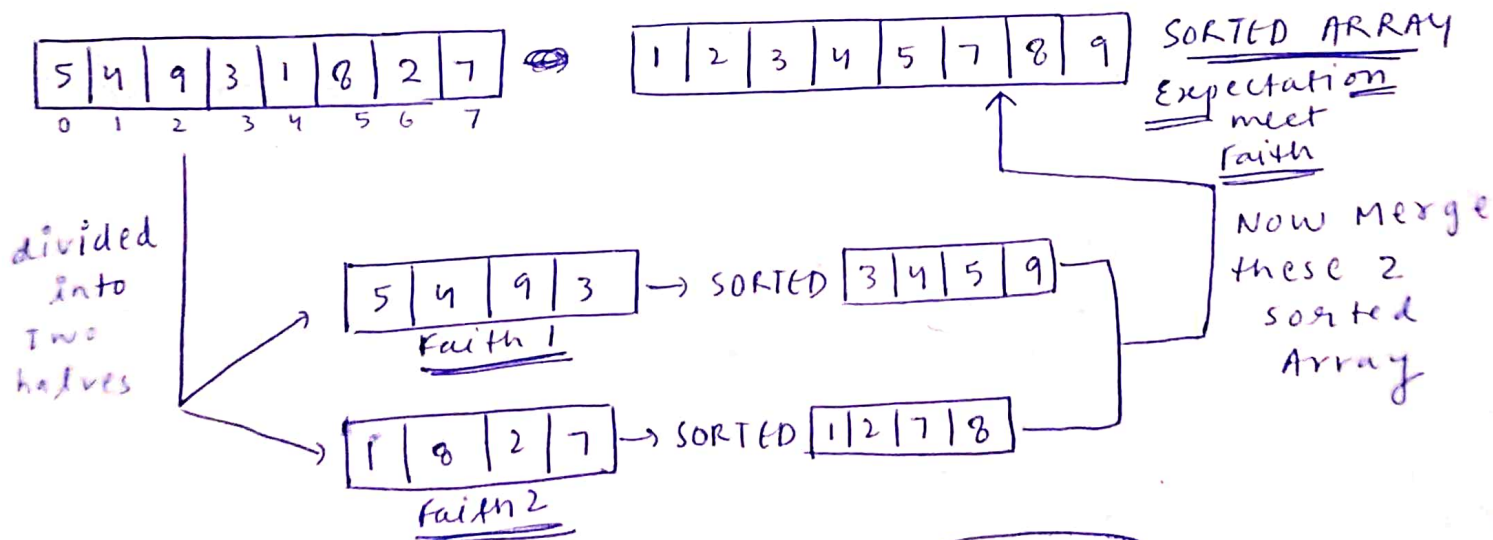 5 4 9 3 1 8 2 7
0 1 2 3 4 5 6 7
1 2 3 4 5 7 8 9
SORTED ARRAY
Expectation
meet
Faith
divided
into
Two
halves
5 4 9 3 → SORTED 3 4 5 9
Faith 1
1 8 2 7 → SORTED 1 2 7 8
Faith 2
NOW Merge
these 2
sorted
Array